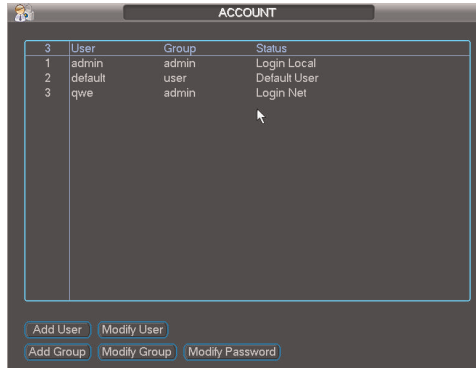 ACCOUNT
3 User Group Status
1 admin admin Login Local
2 default user Default User
3 qwe admin Login Net
Add User Modify User
Add Group Modify Group Modify Password